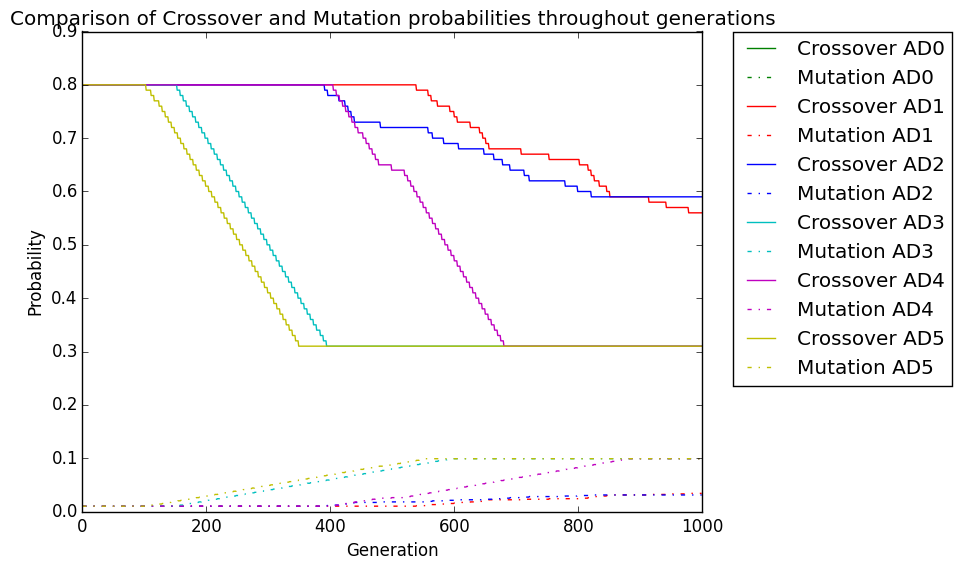 Comparison of Crossover and Mutation probabilities throughout generations
0.9
0.8
0.7
0.6
0.5
0.4
0.3
0.2
0.1
0.0
Probability
0 200 400 600 800 1000
Generation
Crossover AD0
Mutation AD0
Crossover AD1
Mutation AD1
Crossover AD2
Mutation AD2
Crossover AD3
Mutation AD3
Crossover AD4
Mutation AD4
Crossover AD5
Mutation AD5